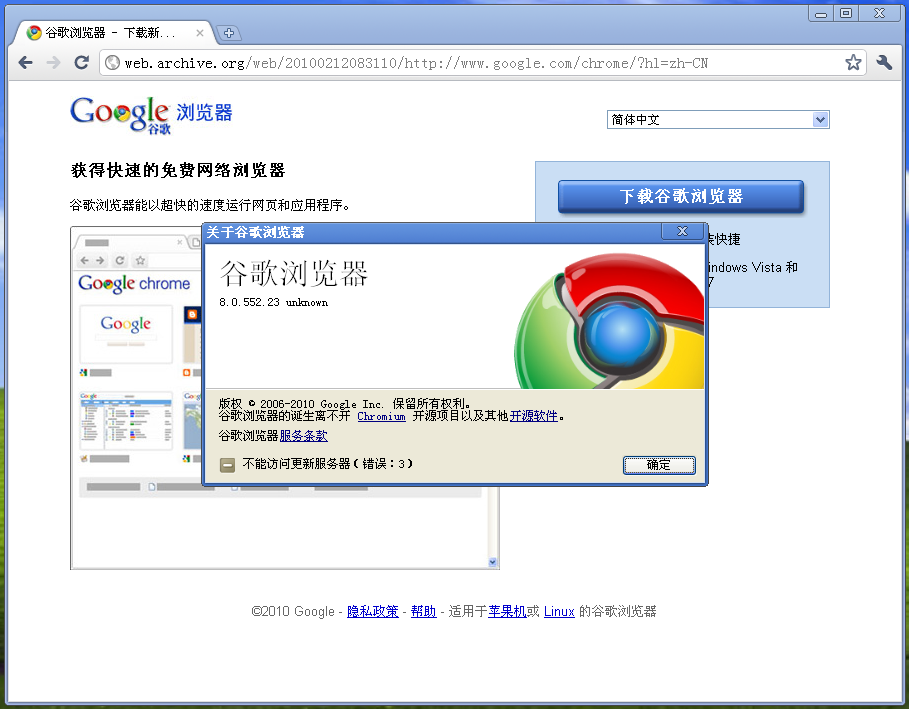 谷歌浏览器 - 下载新...
web.archive.org/web/20100212083110/http://www.google.com/chrome/?hl=zh-CN
Google 谷歌 浏览器
简体中文
获得快速的免费网络浏览器
谷歌浏览器能以超快的速度运行网页和应用程序。
下载谷歌浏览器
快捷
indows Vista 和
7
Google chrome
Google
Google
关于谷歌浏览器
谷歌浏览器
8.0.552.23 unknown
版权 © 2006-2010 Google Inc. 保留所有权利。
谷歌浏览器的诞生离不开 Chromium 开源项目以及其他开源软件。
谷歌浏览器服务条款
不能访问更新服务器(错误：3)
确定
©2010 Google - 隐私政策 - 帮助 - 适用于苹果机或 Linux 的谷歌浏览器